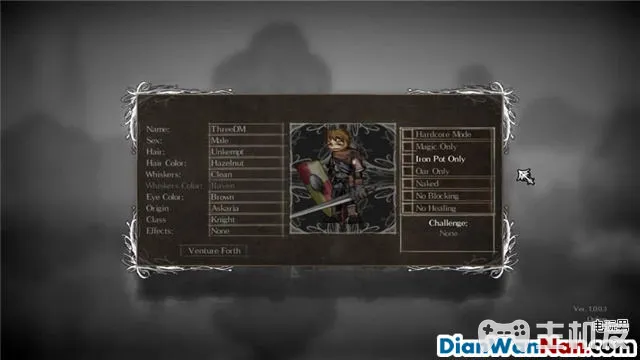 Name: ThreeDM
Sex: Male
Hair: Unkempt
Hair Color: Hazelnut
Whiskers: Clean
Whiskers Color: Raven
Eye Color: Brown
Origin Askaria
Class Knight
Effects: None
Venture Forth
Hardcore Mode
Magic Only
Iron Pot Only
Oar Only
Naked
No Blocking
No Healing
Challenge:
None
Ver. 1.0.0.3
DianWanNan.com